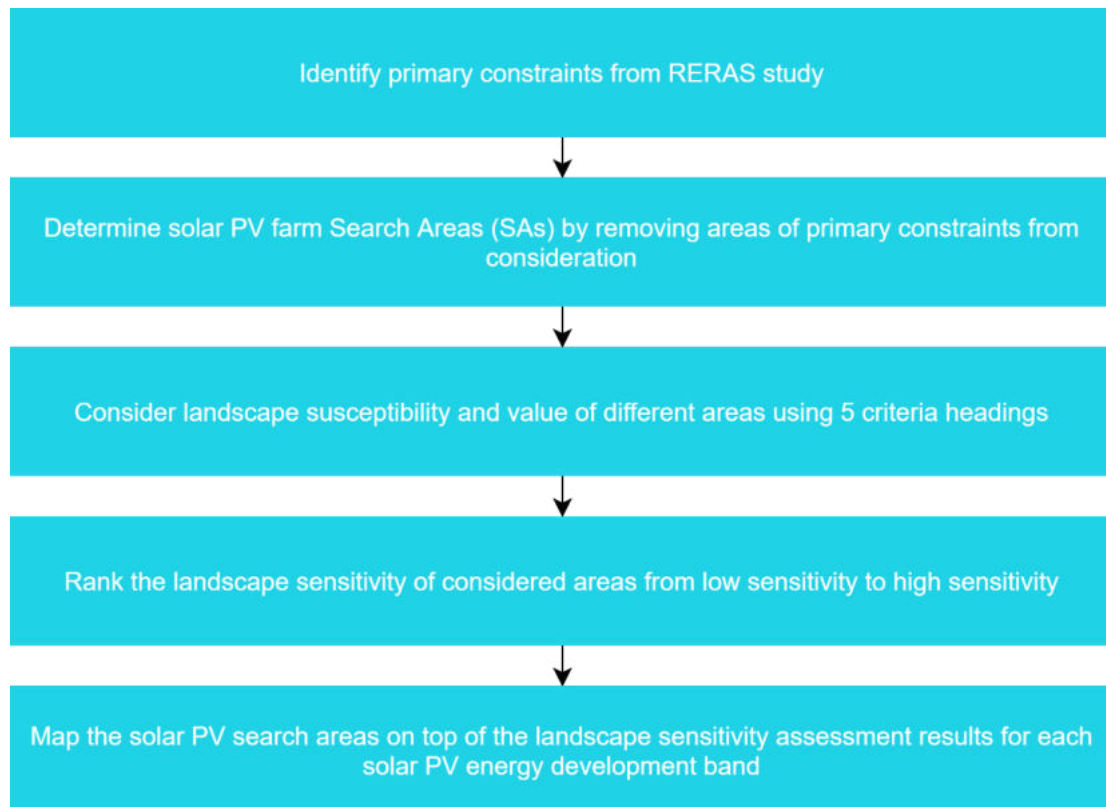 Identify primary constraints from RERAS study
Determine solar PV farm Search Areas (SAs) by removing areas of primary constraints from
consideration
Consider landscape susceptibility and value of different areas using 5 criteria headings
Rank the landscape sensitivity of considered areas from low sensitivity to high sensitivity
Map the solar PV search areas on top of the landscape sensitivity assessment results for each
solar PV energy development band